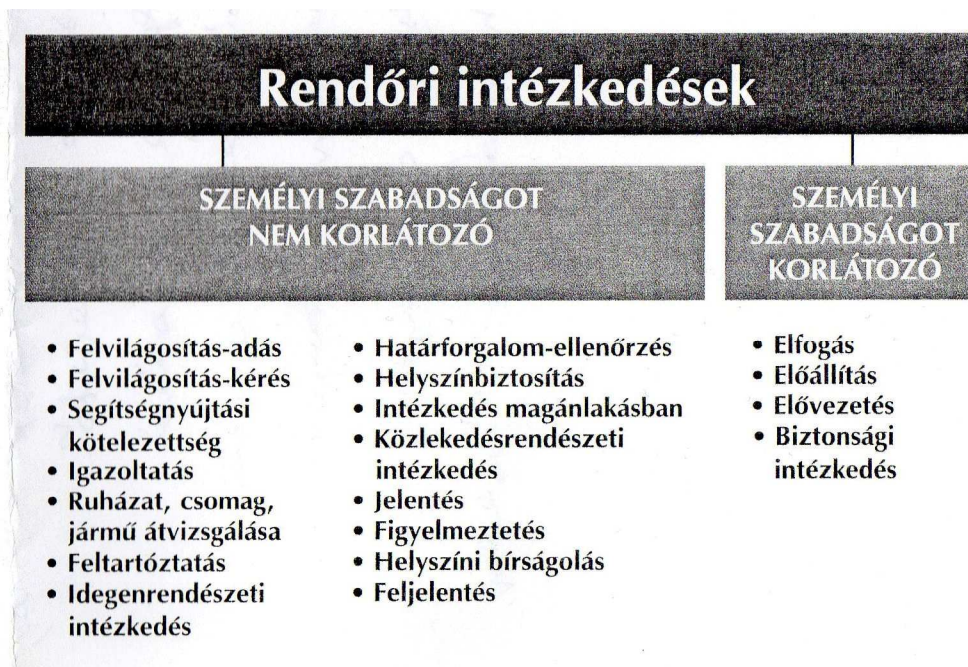 Rendőri intézkedések
SZEMÉLYI SZABADSÁGOT
NEM KORLÁTOZÓ
• Felvilágosítás-adás
• Felvilágosítás-kérés
• Segítségnyújtási
kötelezettség
• Igazoltatás
• Ruházat, csomag,
jármű átvizsgálása
• Feltartóztatás
• Idegenrendészeti
intézkedés
• Határforgalom-ellenőrzés
• Helyszínbiztosítás
• Intézkedés magánlakásban
• Közlekedésrendészeti
intézkedés
• Jelentés
• Figyelmeztetés
• Helyszíni bírságolás
• Feljelentés
SZEMÉLYI
SZABADSÁGOT
KORLÁTOZÓ
• Elfogás
• Előállítás
• Elővezetés
• Biztonsági
intézkedés